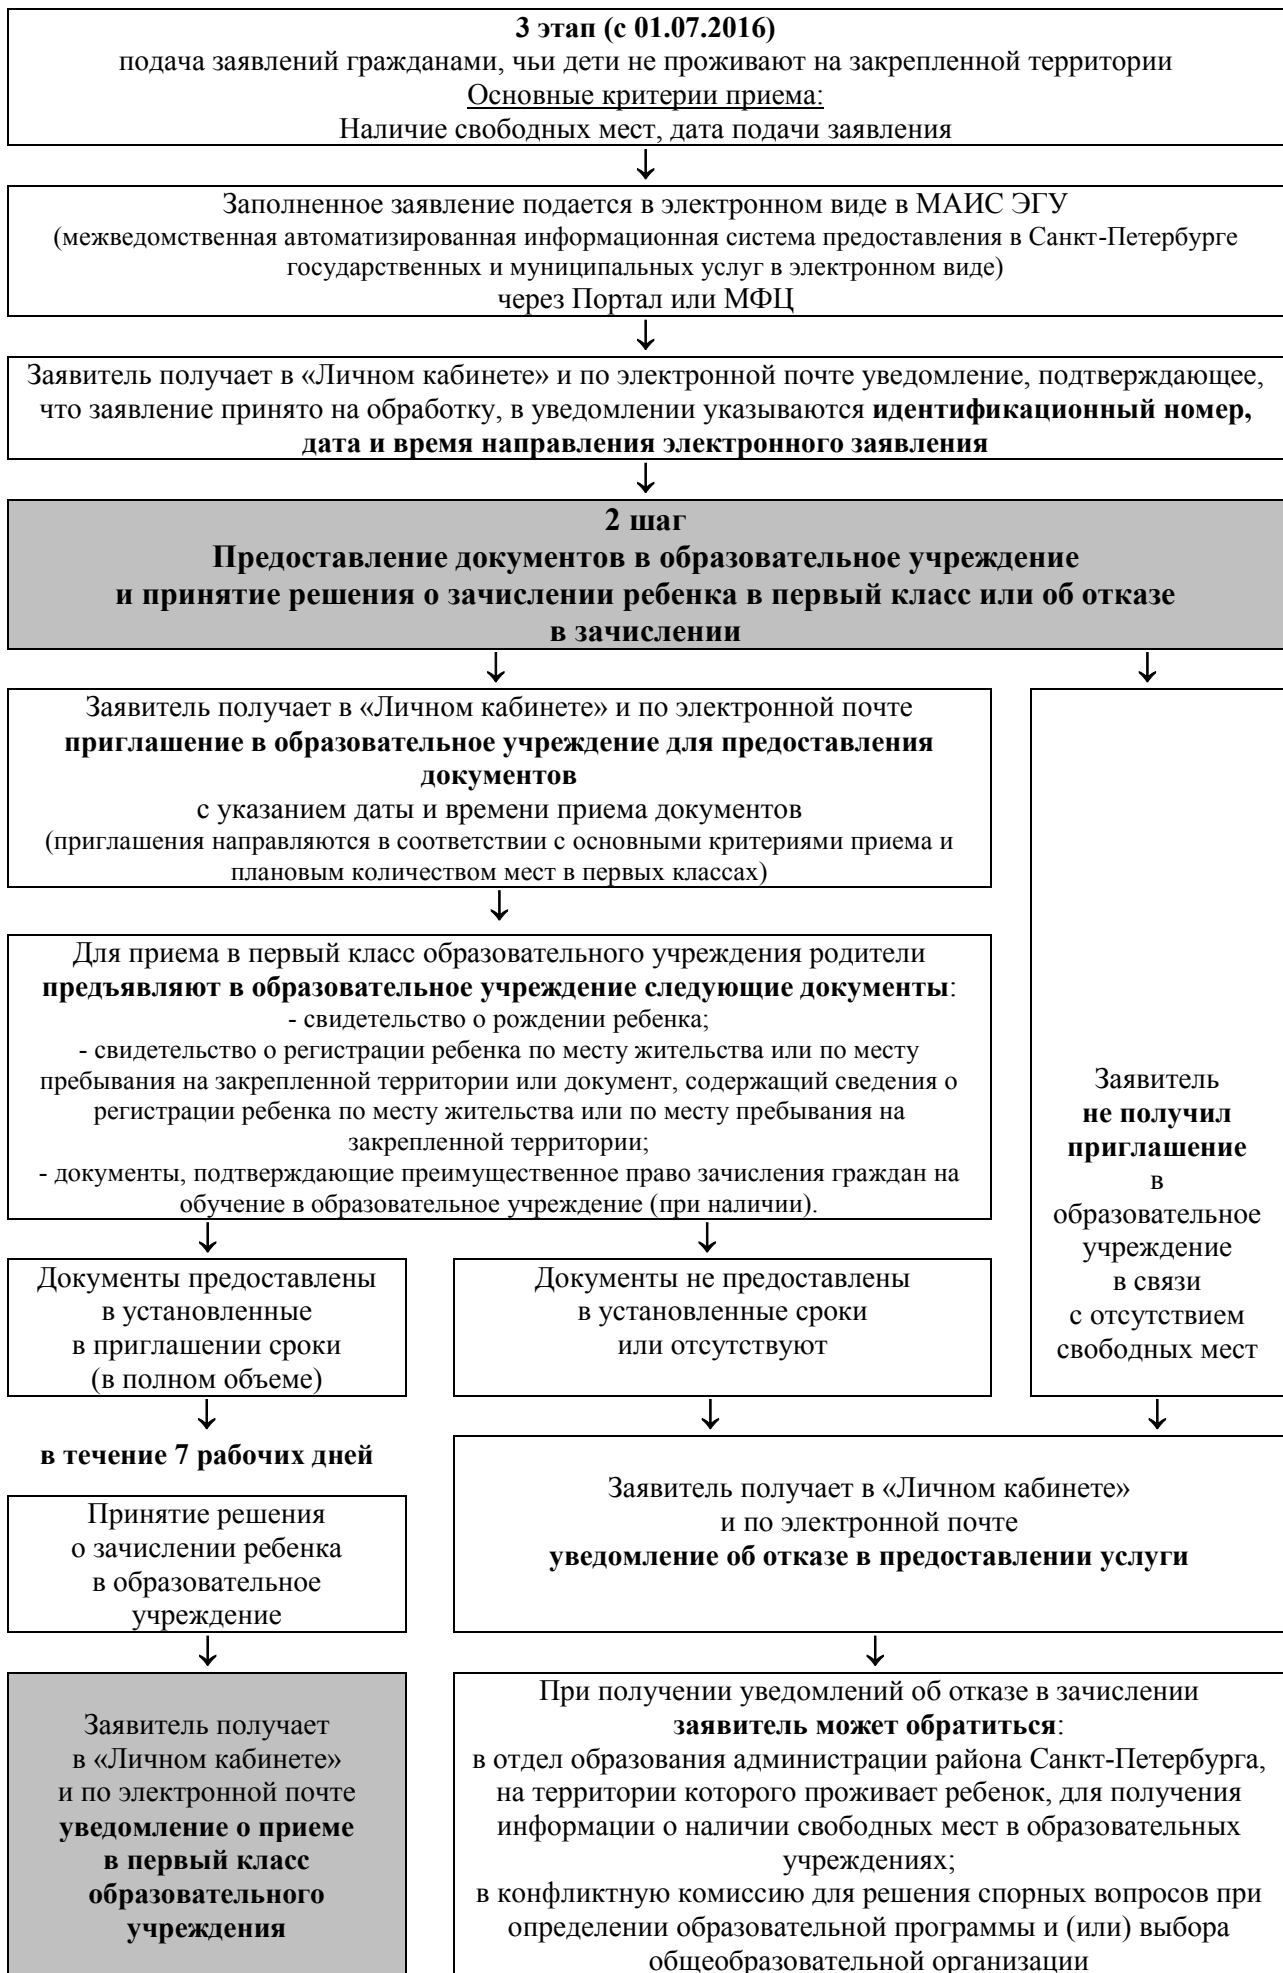 3 этап (с 01.07.2016)
подача заявлений гражданами, чьи дети не проживают на закрепленной территории
Основные критерии приема:
Наличие свободных мест, дата подачи заявления
Заполненное заявление подается в электронном виде в МАИС ЭГУ
(межведомственная автоматизированная информационная система предоставления в Санкт-Петербурге
государственных и муниципальных услуг в электронном виде)
через Портал или МФЦ
Заявитель получает в «Личном кабинете» и по электронной почте уведомление, подтверждающее,
что заявление принято на обработку, в уведомлении указываются идентификационный номер,
дата и время направления электронного заявления
2 шаг
Предоставление документов в образовательное учреждение
и принятие решения о зачислении ребенка в первый класс или об отказе
в зачислении
Заявитель получает в «Личном кабинете» и по электронной почте
приглашение в образовательное учреждение для предоставления
документов
с указанием даты и времени приема документов
(приглашения направляются в соответствии с основными критериями приема и
плановым количеством мест в первых классах)
Для приема в первый класс образовательного учреждения родители
предъявляют в образовательное учреждение следующие документы:
- свидетельство о рождении ребенка;
- свидетельство о регистрации ребенка по месту жительства или по месту
пребывания на закрепленной территории или документ, содержащий сведения о
регистрации ребенка по месту жительства или по месту пребывания на
закрепленной территории;
- документы, подтверждающие преимущественное право зачисления граждан на
обучение в образовательное учреждение (при наличии).
Заявитель
не получил
приглашение
в
образовательное
учреждение
в связи
с отсутствием
свободных мест
Документы предоставлены
в установленные
в приглашении сроки
(в полном объеме)
Документы не предоставлены
в установленные сроки
или отсутствуют
в течение 7 рабочих дней
Принятие решения
о зачислении ребенка
в образовательное
учреждение
Заявитель получает в «Личном кабинете»
и по электронной почте
уведомление об отказе в предоставлении услуги
Заявитель получает
в «Личном кабинете»
и по электронной почте
уведомление о приеме
в первый класс
образовательного
учреждения
При получении уведомлений об отказе в зачислении
заявитель может обратиться:
в отдел образования администрации района Санкт-Петербурга,
на территории которого проживает ребенок, для получения
информации о наличии свободных мест в образовательных
учреждениях;
в конфликтную комиссию для решения спорных вопросов при
определении образовательной программы и (или) выбора
общеобразовательной организации